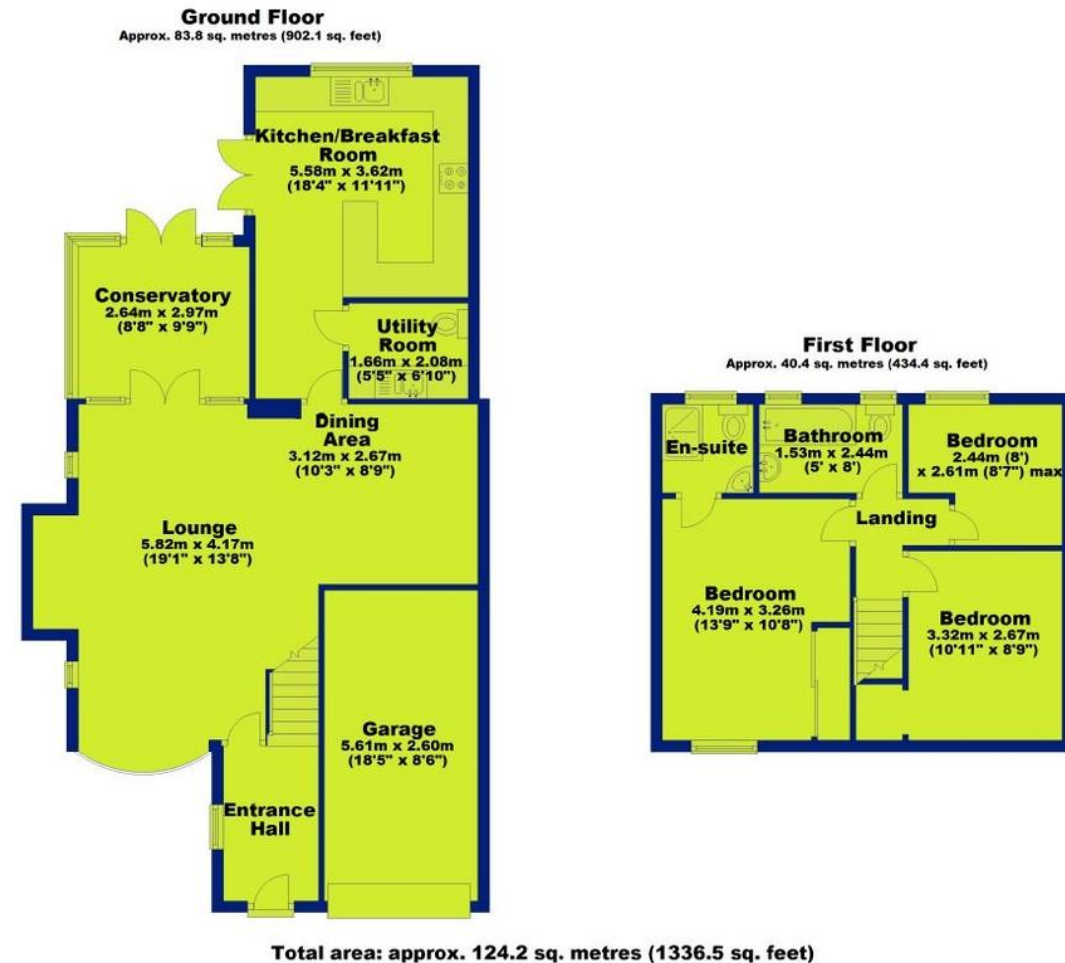 Ground Floor
Approx. 83.8 sq. metres (902.1 sq. feet)
Kitchen/Breakfast
Room
5.58m x 3.62m
(18'4" x 11'11")
Conservatory
2.64m x 2.97m
(8'8" x 9'9")
Utility
Room
1.66m x 2.08m
(5'5" x 6'10")
Dining
Area
3.12m x 2.67m
(10'3" x 8'9")
Lounge
5.82m x 4.17m
(19'1" x 13'8")
Garage
5.61m x 2.60m
(18'5" x 8'6")
Entrance
Hall
First Floor
Approx. 40.4 sq. metres (434.4 sq. feet)
En-suite
Bathroom
1.53m x 2.44m
(5' x 8')
Bedroom
2.44m (8')
x 2.61m (8'7") max
Landing
Bedroom
4.19m x 3.26m
(13'9" x 10'8")
Bedroom
3.32m x 2.67m
(10'11" x 8'9")
Total area: approx. 124.2 sq. metres (1336.5 sq. feet)